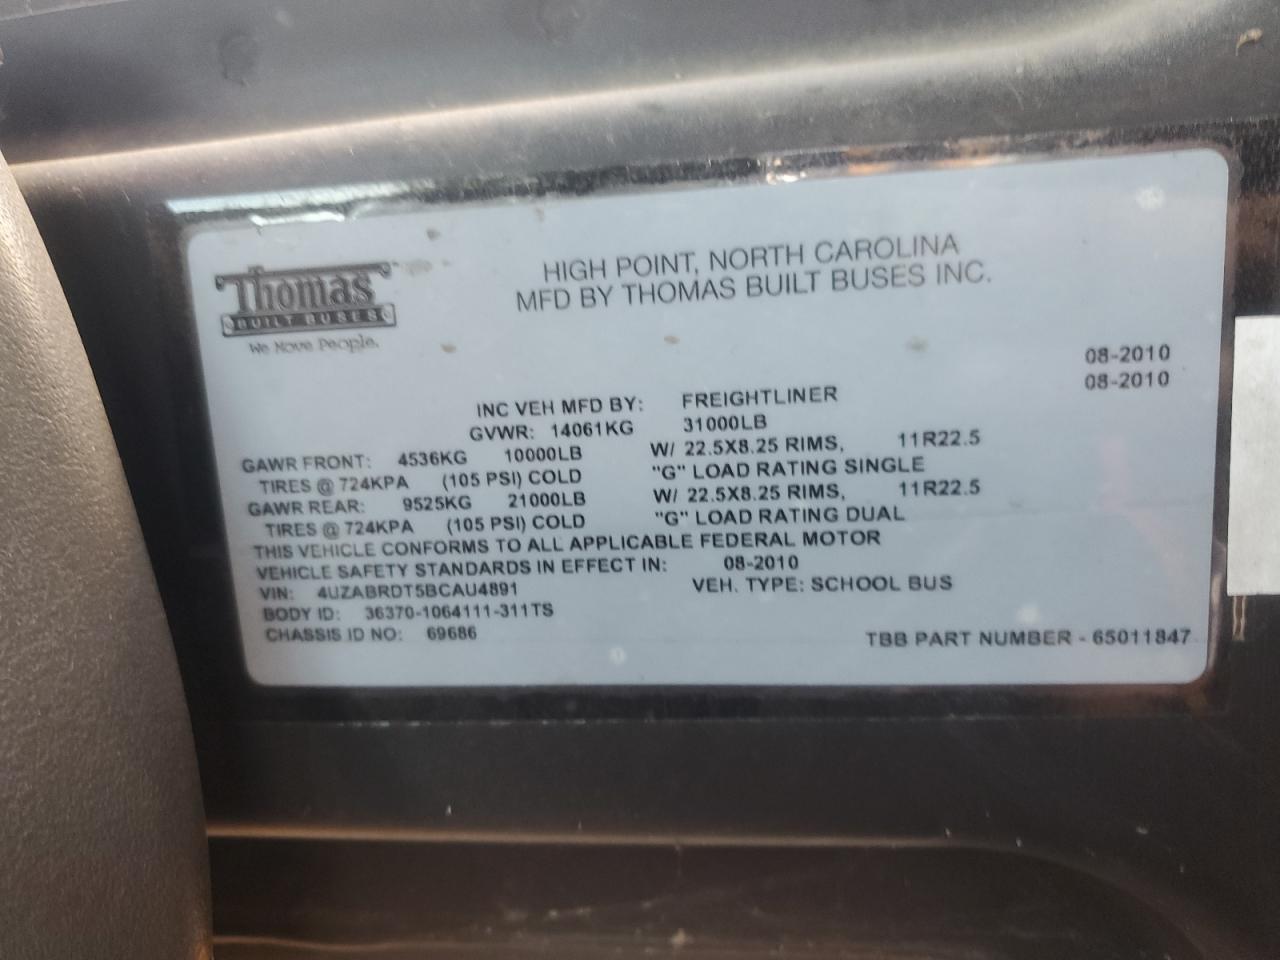 Thomas
BUILT BUSES
We Move People.
HIGH POINT, NORTH CAROLINA
MFD BY THOMAS BUILT BUSES INC.
08-2010
INC VEH MFD BY: FREIGHTLINER 08-2010
GVWR: 14061KG 31000LB
GAWR FRONT: 4536KG 10000LB W/ 22.5X8.25 RIMS, 11R22.5
TIRES @ 724KPA (105 PSI) COLD "G" LOAD RATING SINGLE
GAWR REAR: 9525KG 21000LB W/ 22.5X8.25 RIMS, 11R22.5
TIRES @ 724KPA (105 PSI) COLD "G" LOAD RATING DUAL
THIS VEHICLE CONFORMS TO ALL APPLICABLE FEDERAL MOTOR
VEHICLE SAFETY STANDARDS IN EFFECT IN: 08-2010
VIN: 4UZABRDT5BCAU4891 VEH. TYPE: SCHOOL BUS
BODY ID: 36370-1064111-311TS
CHASSIS ID NO: 69686 TBB PART NUMBER - 65011847